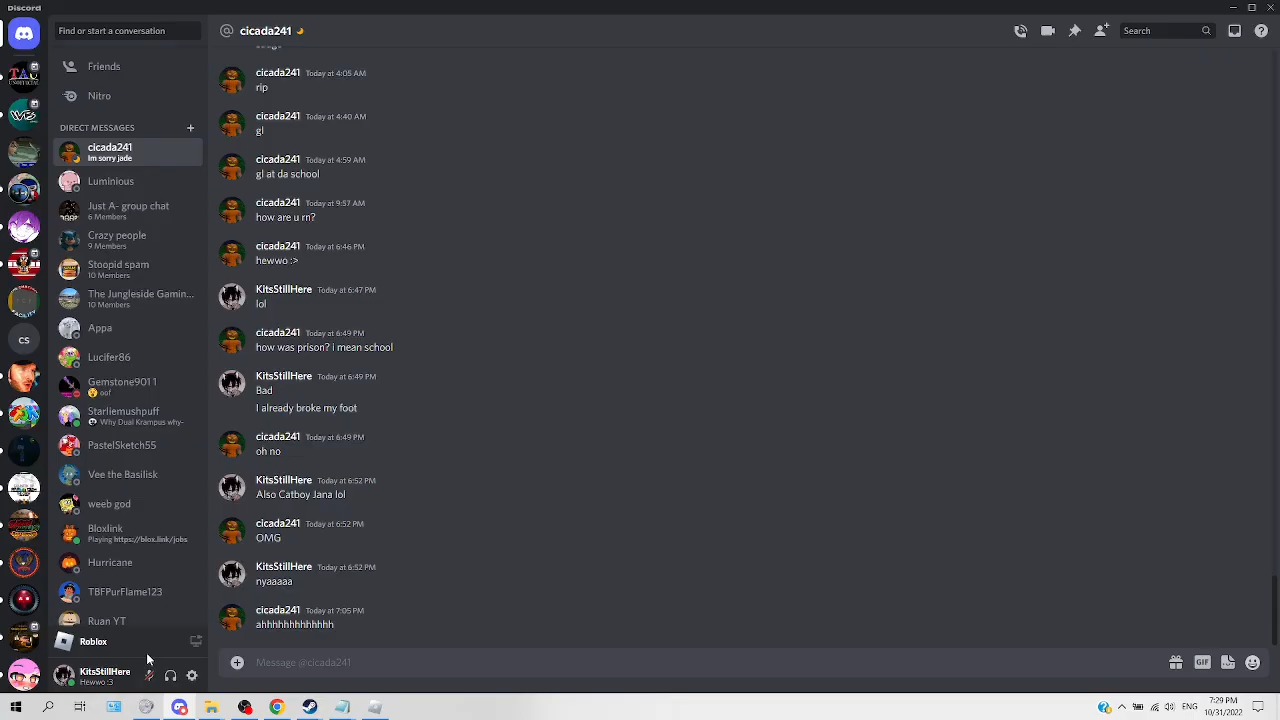 Discord
Find or start a conversation
Friends
Nitro
DIRECT MESSAGES
cicada241
Im sorry jade
Luminious
Just A- group chat
6 Members
Crazy people
9 Members
Stoopid spam
10 Members
The Jungleside Gamin...
10 Members
Appa
CS
Lucifer86
Gemstone9011
oof
Starliemushpuff
Why Dual Krampus why-
PastelSketch55
Vee the Basilisk
weeb god
Bloxlink
Playing https://blox.link/jobs
Hurricane
TBFPurFlame123
Ruan YT
Roblox
KitsStillHere
Hewwo :3
cicada241
Search
cicada241 Today at 4:05 AM
rip
cicada241 Today at 4:40 AM
gl
cicada241 Today at 4:59 AM
gl at da school
cicada241 Today at 9:57 AM
how are u rn?
cicada241 Today at 6:46 PM
hewwo :>
KitsStillHere Today at 6:47 PM
lol
cicada241 Today at 6:49 PM
how was prison? i mean school
KitsStillHere Today at 6:49 PM
Bad
I already broke my foot
cicada241 Today at 6:49 PM
oh no
KitsStillHere Today at 6:52 PM
Also Catboy Jana lol
cicada241 Today at 6:52 PM
OMG
KitsStillHere Today at 6:52 PM
nyaaaaa
cicada241 Today at 7:05 PM
ahhhhhhhhhhhh
Message @cicada241
GIF
ENG
7:29 PM
10/31/2022